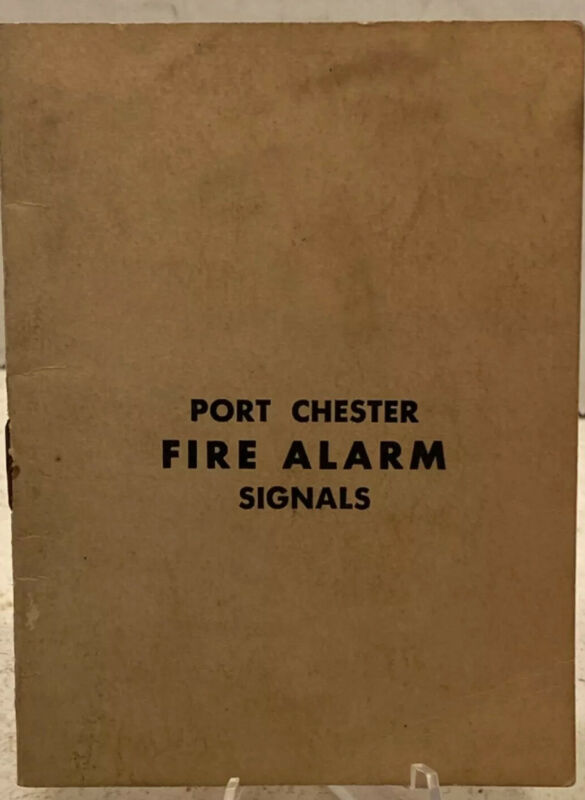 PORT CHESTER
FIRE ALARM
SIGNALS